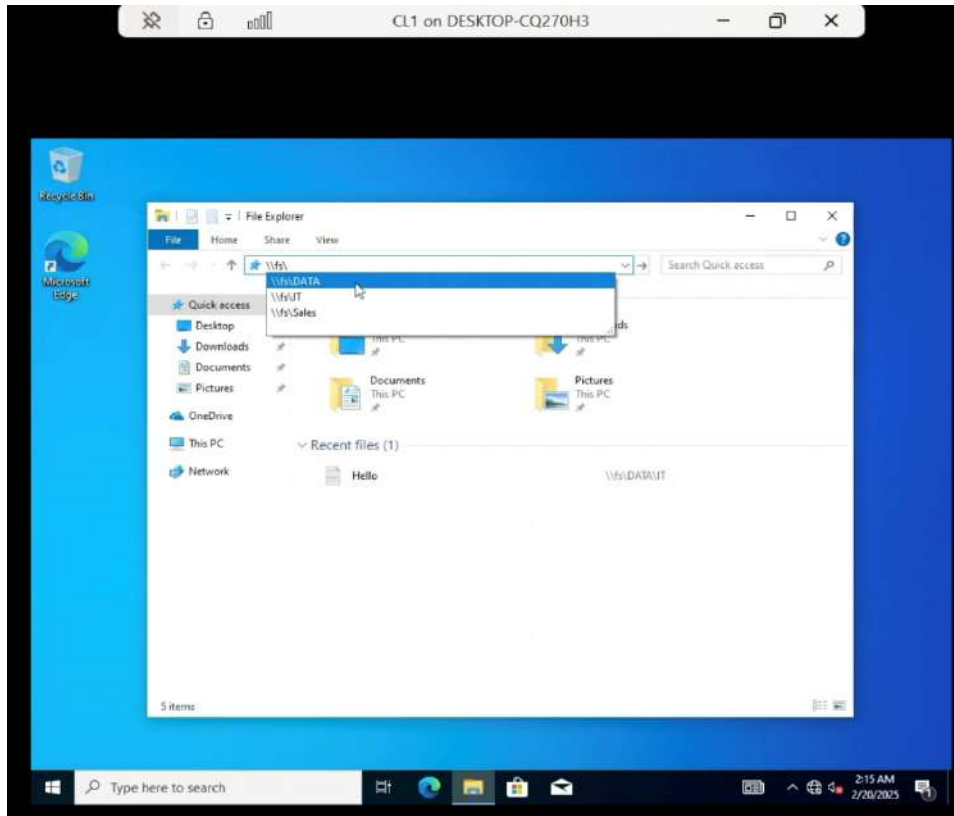 CL1 on DESKTOP-CQ270H3
Recycle Bin
Microsoft Edge
File Explorer
File Home Share View
\\fs\
Search Quick access
\\fs\DATA
\\fs\IT
\\fs\Sales
Quick access
Desktop
Downloads
Documents
Pictures
OneDrive
This PC
Network
This PC
ds
This PC
Documents
This PC
Pictures
This PC
Recent files (1)
Hello
\\fs\DATA\IT
5 items
Type here to search
2:15 AM
2/20/2025
1